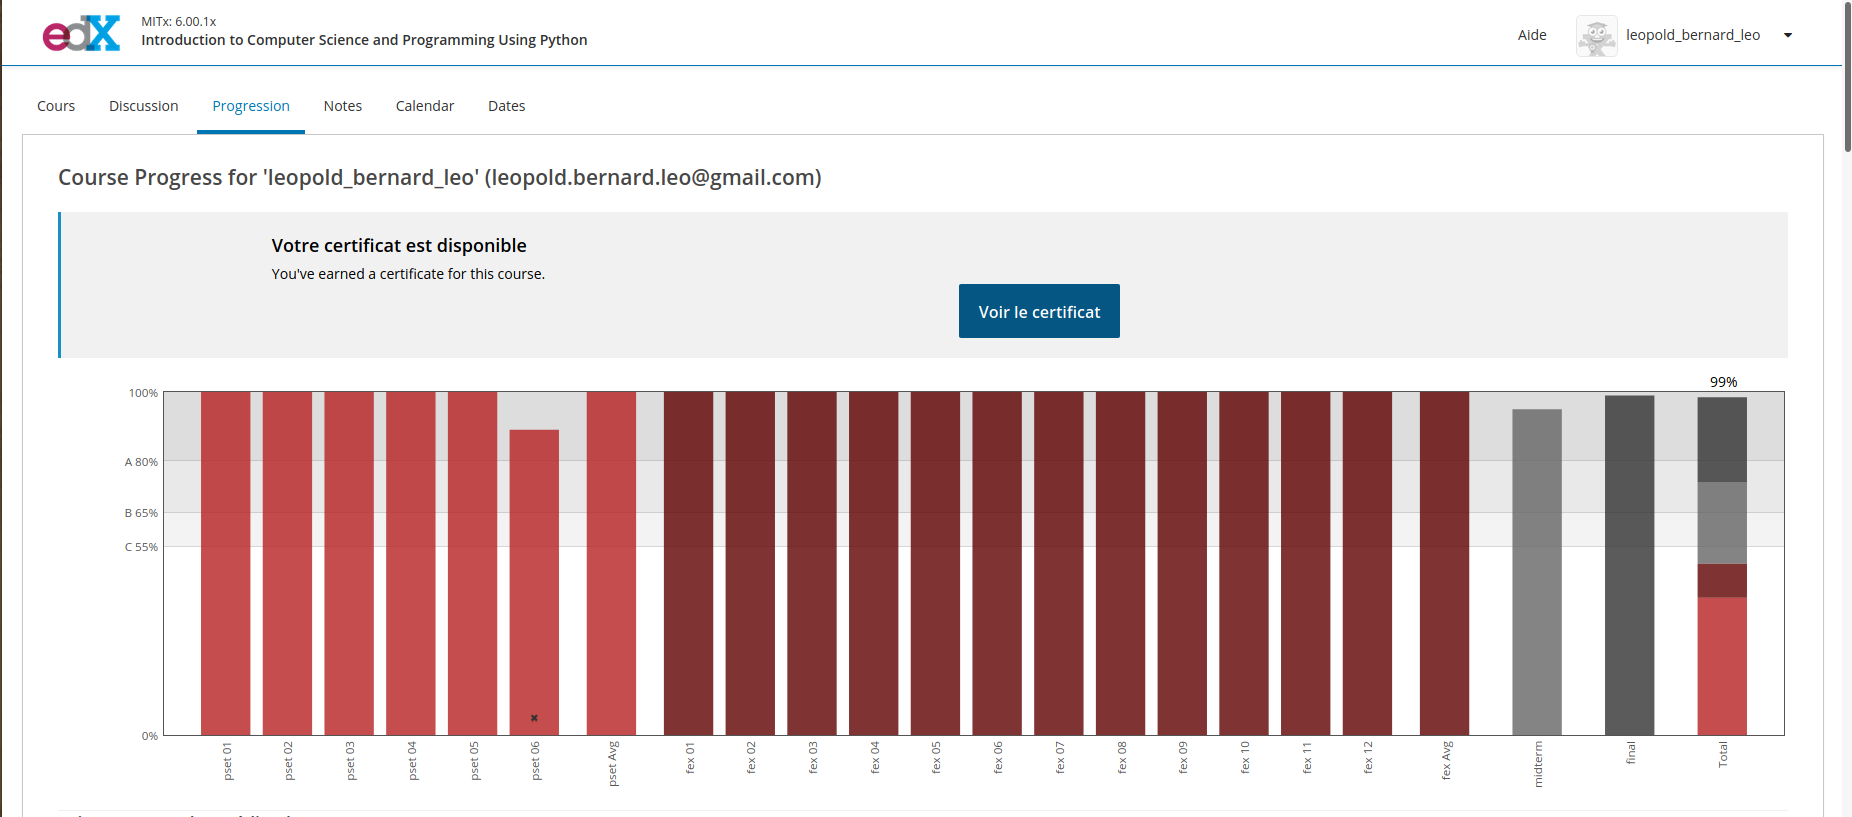 edX
MITx: 6.00.1x
Introduction to Computer Science and Programming Using Python
Aide
leopold_bernard_leo
Cours
Discussion
Progression
Notes
Calendar
Dates
Course Progress for 'leopold_bernard_leo' (leopold.bernard.leo@gmail.com)
Votre certificat est disponible
You've earned a certificate for this course.
Voir le certificat
99%
100%
A 80%
B 65%
C 55%
0%
pset 01
pset 02
pset 03
pset 04
pset 05
pset 06
pset Avg
fex 01
fex 02
fex 03
fex 04
fex 05
fex 06
fex 07
fex 08
fex 09
fex 10
fex 11
fex 12
fex Avg
midterm
final
Total